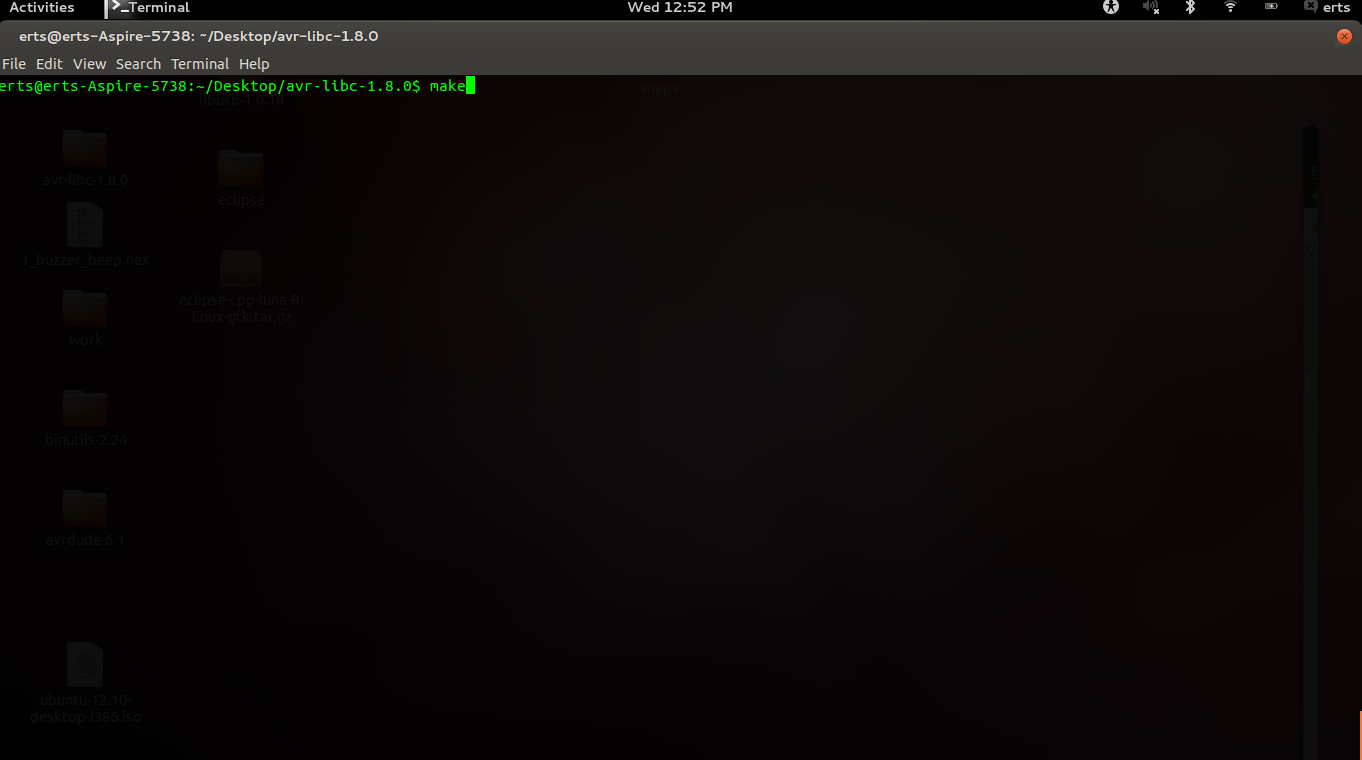 Activities
Terminal
Wed 12:52 PM
erts
erts@erts-Aspire-5738: ~/Desktop/avr-libc-1.8.0
File Edit View Search Terminal Help
erts@erts-Aspire-5738:~/Desktop/avr-libc-1.8.0$ make
snaps
libusb-1.0.18
avr-libc-1.8.0
eclipse
1_buzzer_beep.hex
eclipse-cpp-luna-R-
linux-gtk.tar.gz
work
binutils-2.24
avrdude-6.1
ubuntu-12.10-
desktop-i386.iso